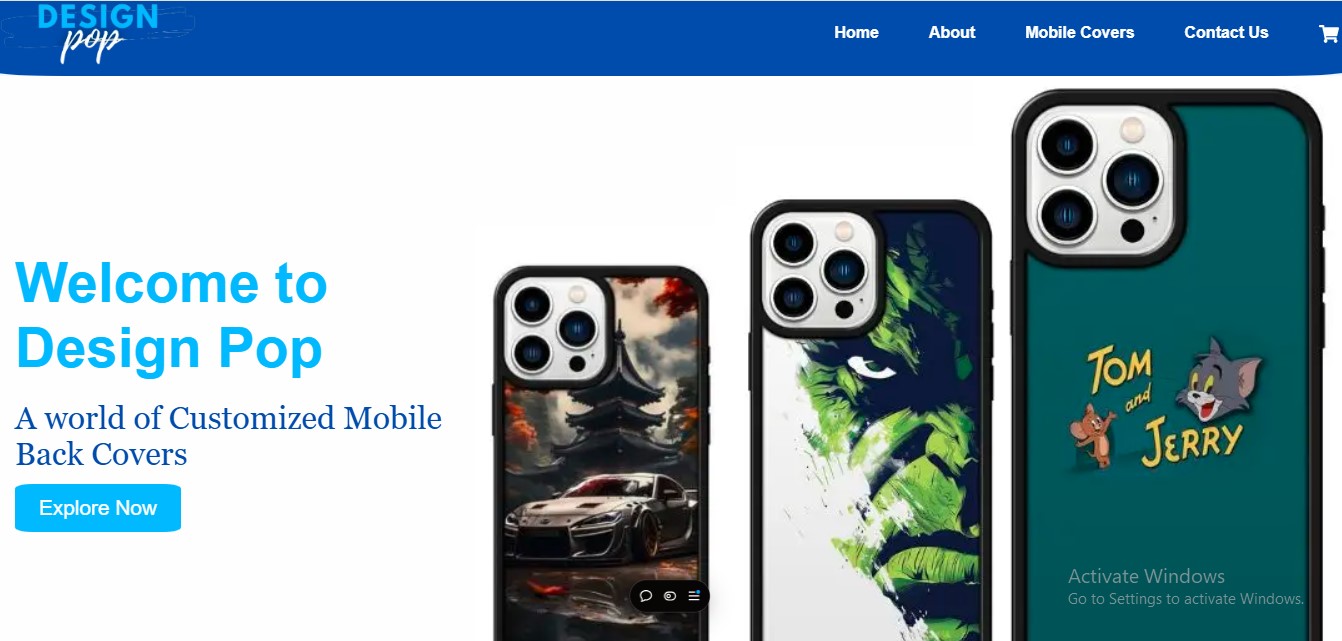 DESIGN
pop
Home
About
Mobile Covers
Contact Us
Welcome to
Design Pop
A world of Customized Mobile
Back Covers
Explore Now
TOM
and
JERRY
Activate Windows
Go to Settings to activate Windows.